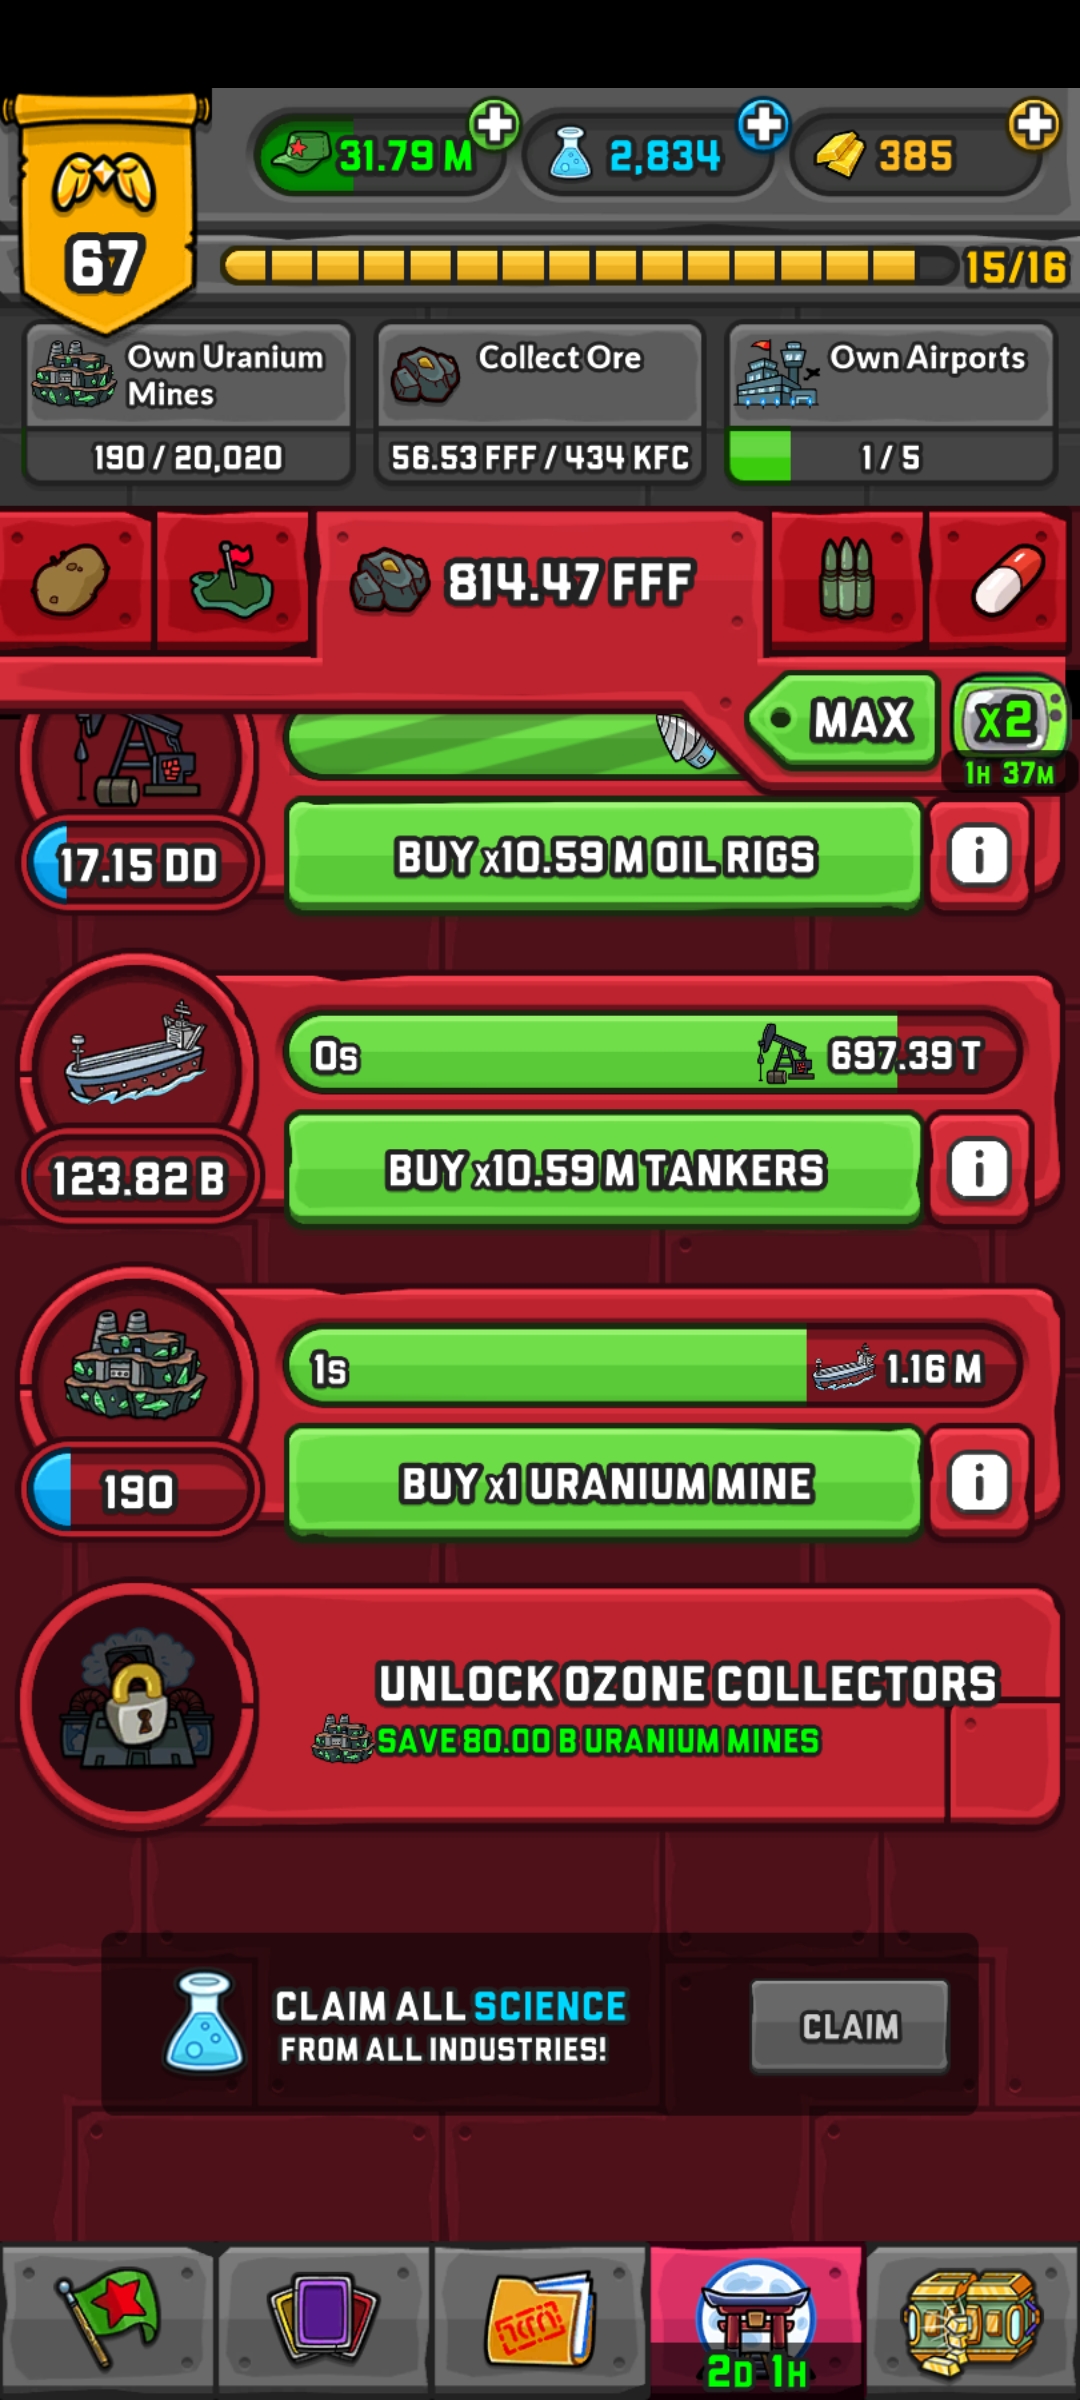 31.79 M
2,834
385
67
15/16
Own Uranium
Mines
190 / 20,020
Collect Ore
56.53 FFF / 434 KFC
Own Airports
1 / 5
814.47 FFF
MAX
x2
1H 37M
17.15 DD
BUY x10.59 M OIL RIGS
i
0s
697.39 T
123.82 B
BUY x10.59 M TANKERS
i
1s
1.16 M
190
BUY x1 URANIUM MINE
i
UNLOCK OZONE COLLECTORS
SAVE 80.00 B URANIUM MINES
CLAIM ALL SCIENCE
FROM ALL INDUSTRIES!
CLAIM
2D 1H